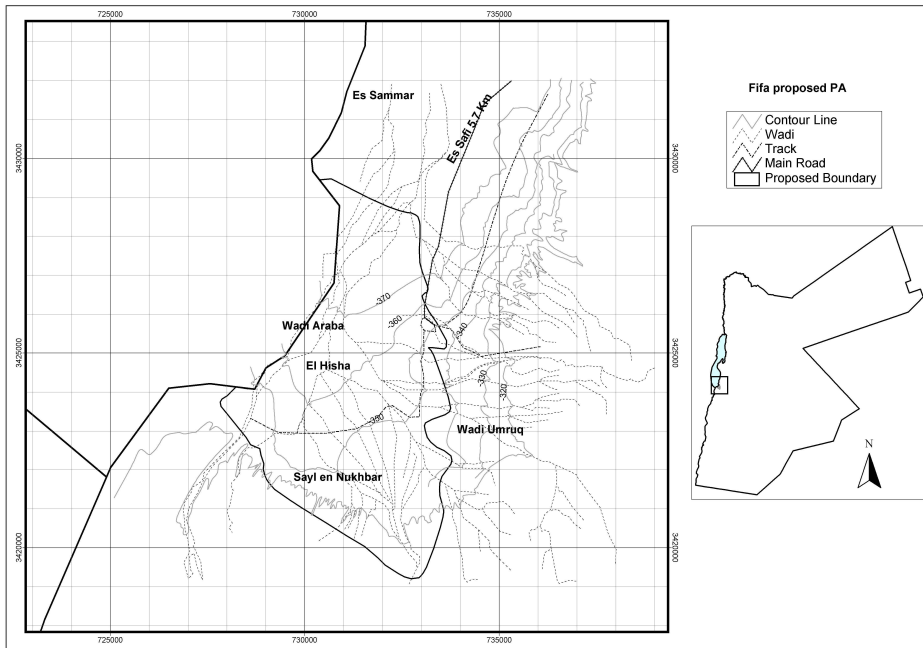 725000
730000
735000
Es Sammar
Es Safi 5.7 Km
3430000
3430000
-370
-360
Wadi Araba
-340
3425000
3425000
El Hisha
-330
-320
-350
Wadi Umruq
Sayl en Nukhbar
3420000
3420000
725000
730000
735000
Fifa proposed PA
Contour Line
Wadi
Track
Main Road
Proposed Boundary
N